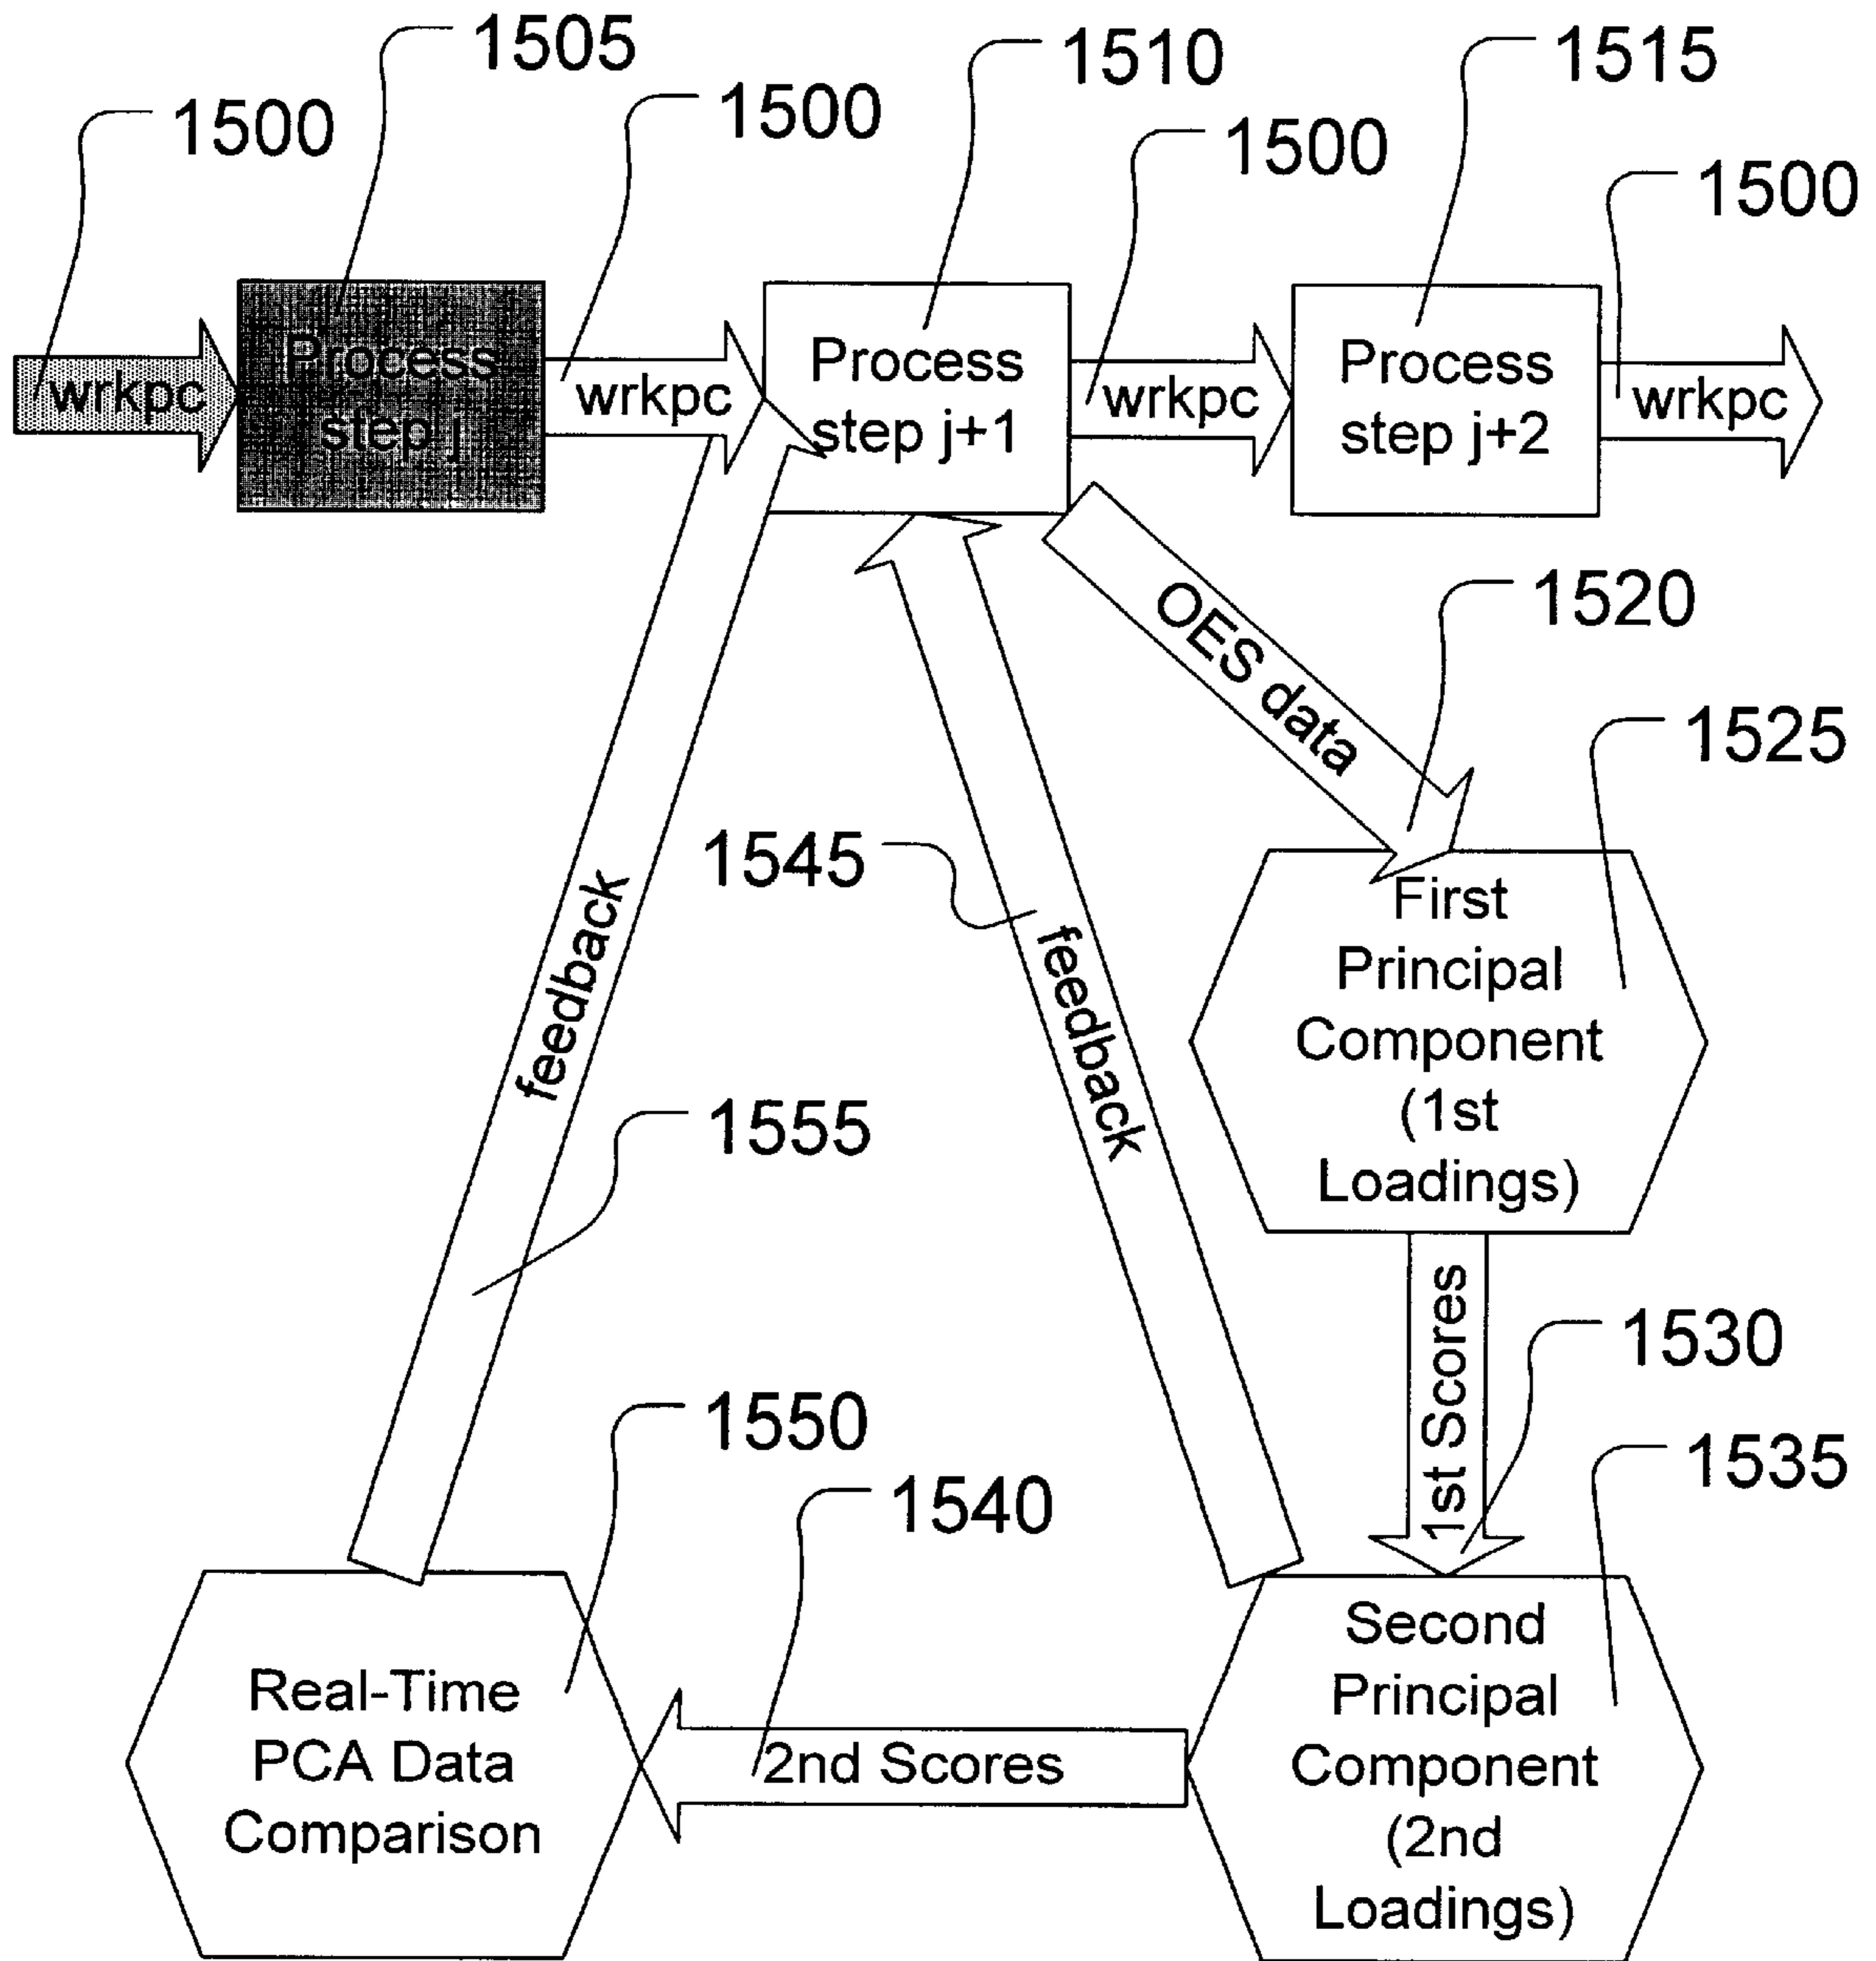 1505
1510
1515
1500
1500
1500
1500
wrkpc
Process
step j
wrkpc
Process
step j+1
wrkpc
Process
step j+2
wrkpc
OES data
1520
1525
1545
feedback
feedback
First
Principal
Component
(1st
Loadings)
1555
1st Scores
1530
1550
1540
1535
Real-Time
PCA Data
Comparison
2nd Scores
Second
Principal
Component
(2nd
Loadings)